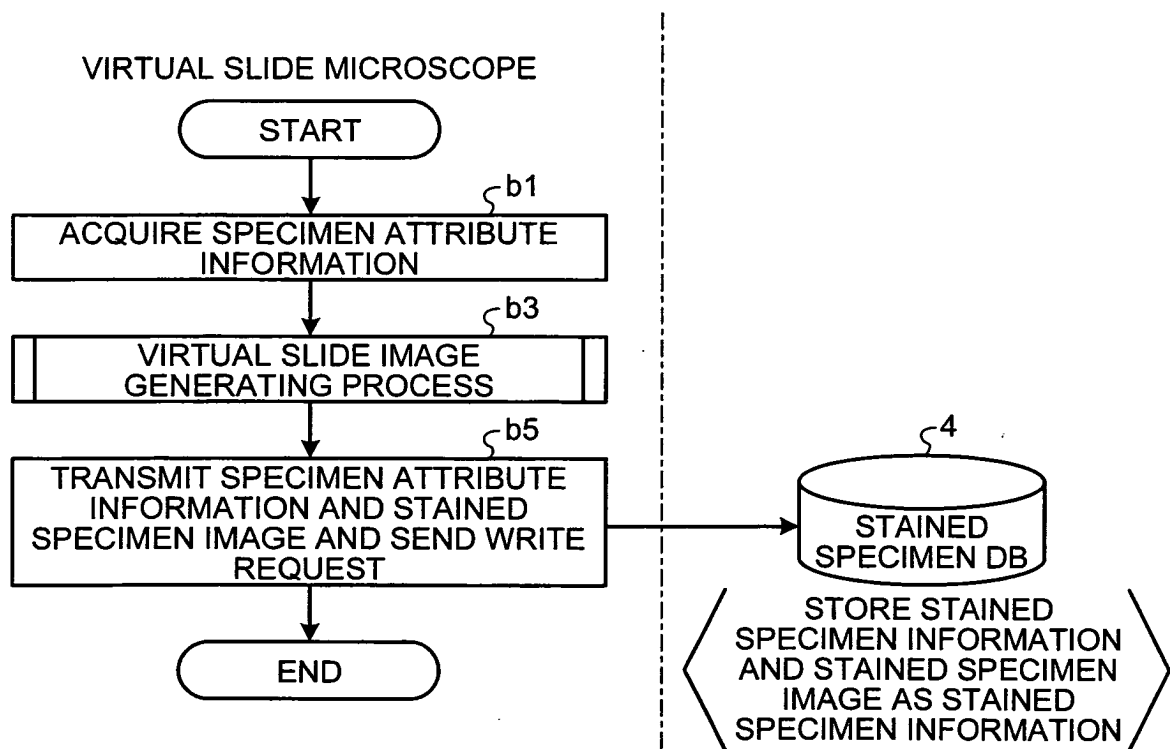 VIRTUAL SLIDE MICROSCOPE
START
b1
ACQUIRE SPECIMEN ATTRIBUTE
INFORMATION
b3
VIRTUAL SLIDE IMAGE
GENERATING PROCESS
b5
TRANSMIT SPECIMEN ATTRIBUTE
INFORMATION AND STAINED
SPECIMEN IMAGE AND SEND WRITE
REQUEST
END
4
STAINED
SPECIMEN DB
STORE STAINED
SPECIMEN INFORMATION
AND STAINED SPECIMEN
IMAGE AS STAINED
SPECIMEN INFORMATION